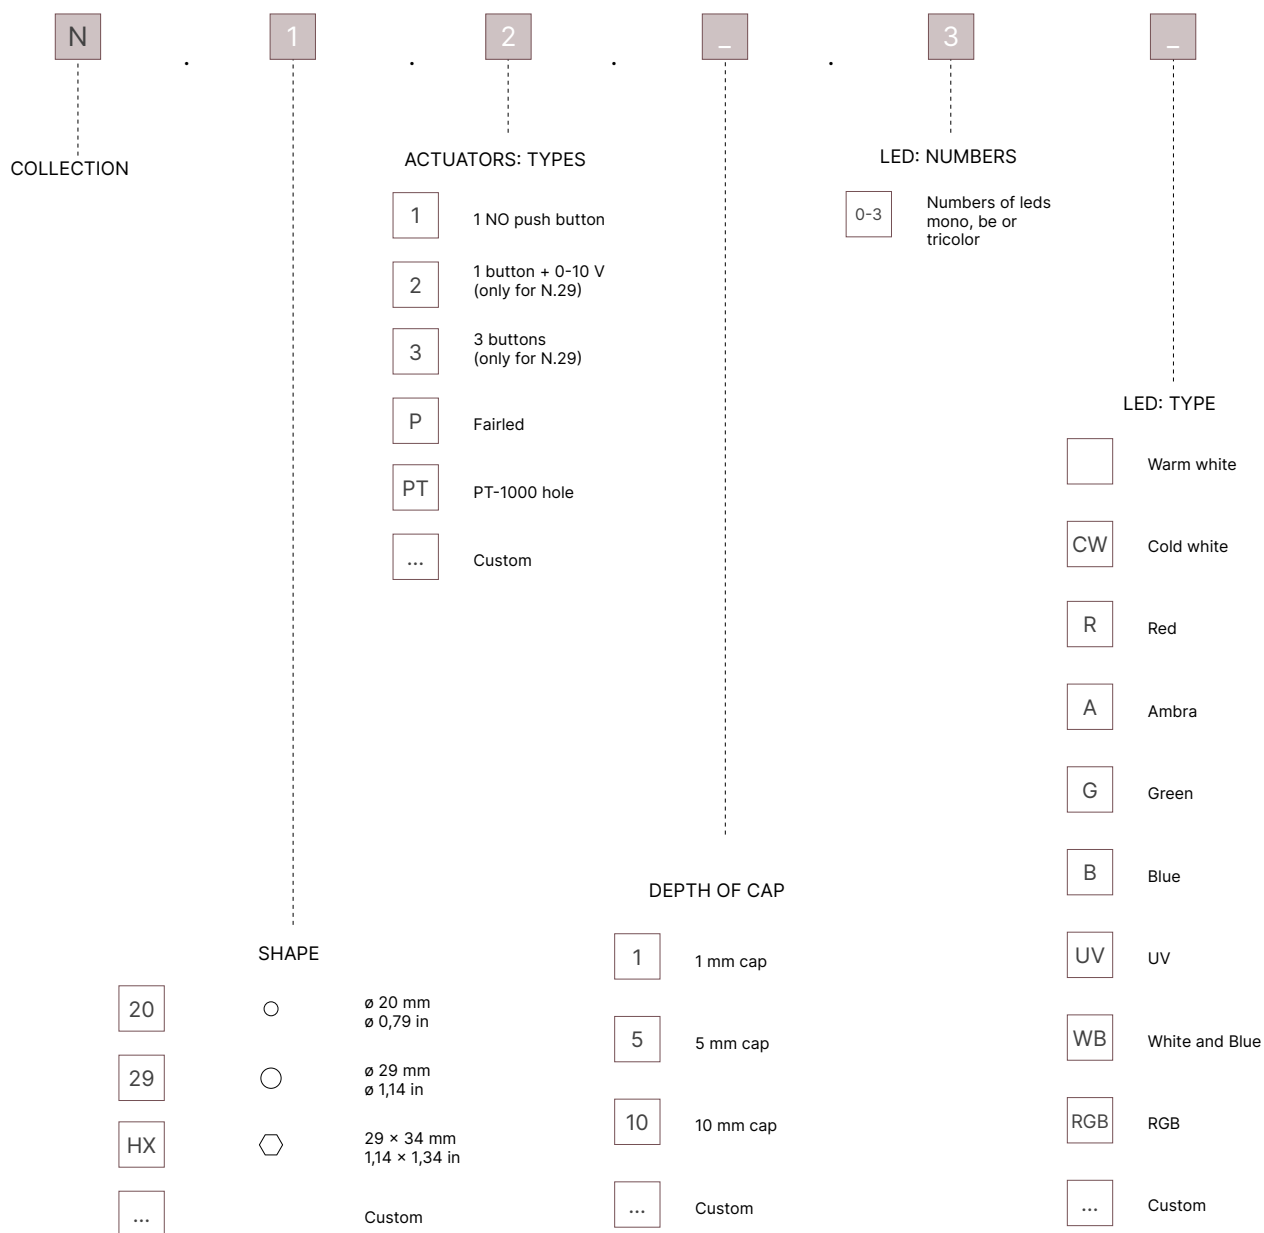 N . 1 . 2 . _ . 3 _
COLLECTION
ACTUATORS: TYPES
1 1 NO push button
2 1 button + 0-10 V
(only for N.29)
3 3 buttons
(only for N.29)
P Fairled
PT PT-1000 hole
... Custom
LED: NUMBERS
0-3 Numbers of leds
mono, be or
tricolor
LED: TYPE
Warm white
CW Cold white
R Red
A Ambra
G Green
B Blue
UV UV
WB White and Blue
RGB RGB
... Custom
DEPTH OF CAP
1 1 mm cap
5 5 mm cap
10 10 mm cap
... Custom
SHAPE
20 ø 20 mm
ø 0,79 in
29 ø 29 mm
ø 1,14 in
HX 29 × 34 mm
1,14 × 1,34 in
... Custom